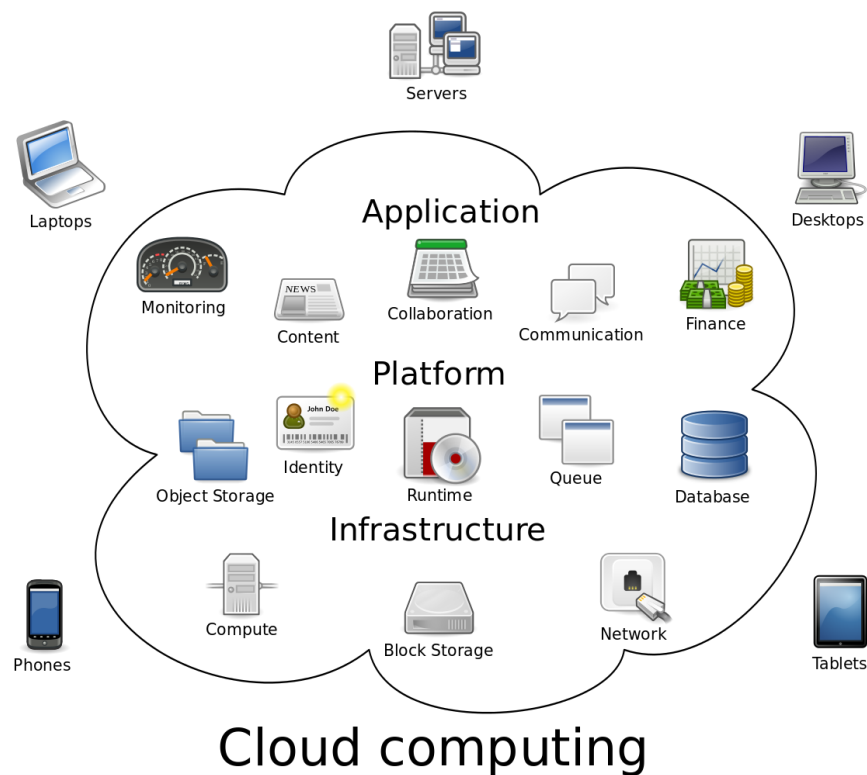 Servers
Laptops
Desktops
Application
Monitoring
NEWS
Content
Collaboration
Communication
Finance
Platform
John Doe
Object Storage
Identity
Runtime
Queue
Database
Infrastructure
Compute
Block Storage
Network
Phones
Tablets
Cloud computing